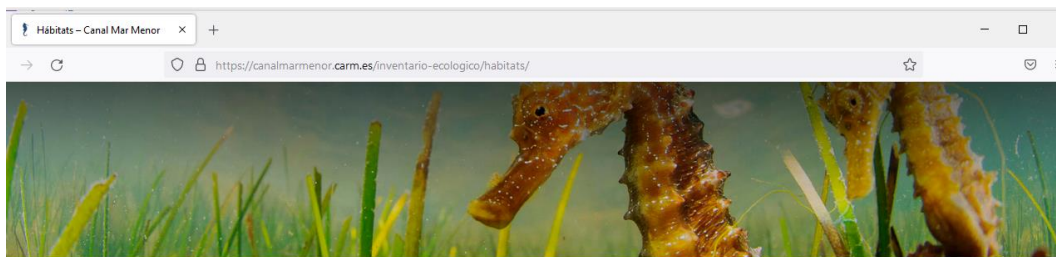 Hábitats – Canal Mar Menor
https://canalmarmenor.carm.es/inventario-ecologico/habitats/